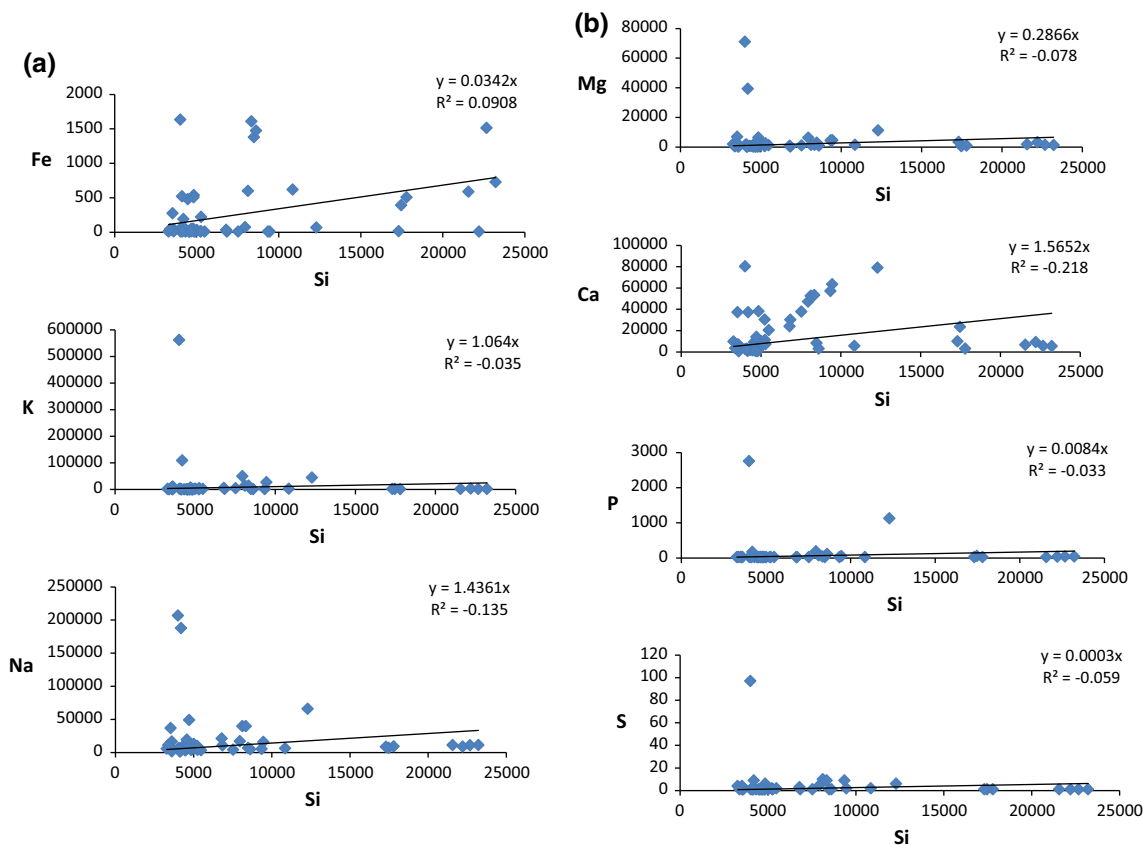 (a)
y = 0.0342x
R² = 0.0908
2000
1500
1000
500
0
Fe
0 5000 10000 15000 20000 25000
Si
y = 1.064x
R² = -0.035
600000
500000
400000
300000
200000
100000
0
K
0 5000 10000 15000 20000 25000
Si
y = 1.4361x
R² = -0.135
250000
200000
150000
100000
50000
0
Na
0 5000 10000 15000 20000 25000
Si
(b)
y = 0.2866x
R² = -0.078
80000
60000
40000
20000
0
Mg
0 5000 10000 15000 20000 25000
Si
y = 1.5652x
R² = -0.218
100000
80000
60000
40000
20000
0
Ca
0 5000 10000 15000 20000 25000
Si
y = 0.0084x
R² = -0.033
3000
2000
1000
0
P
0 5000 10000 15000 20000 25000
Si
y = 0.0003x
R² = -0.059
120
100
80
60
40
20
0
S
0 5000 10000 15000 20000 25000
Si